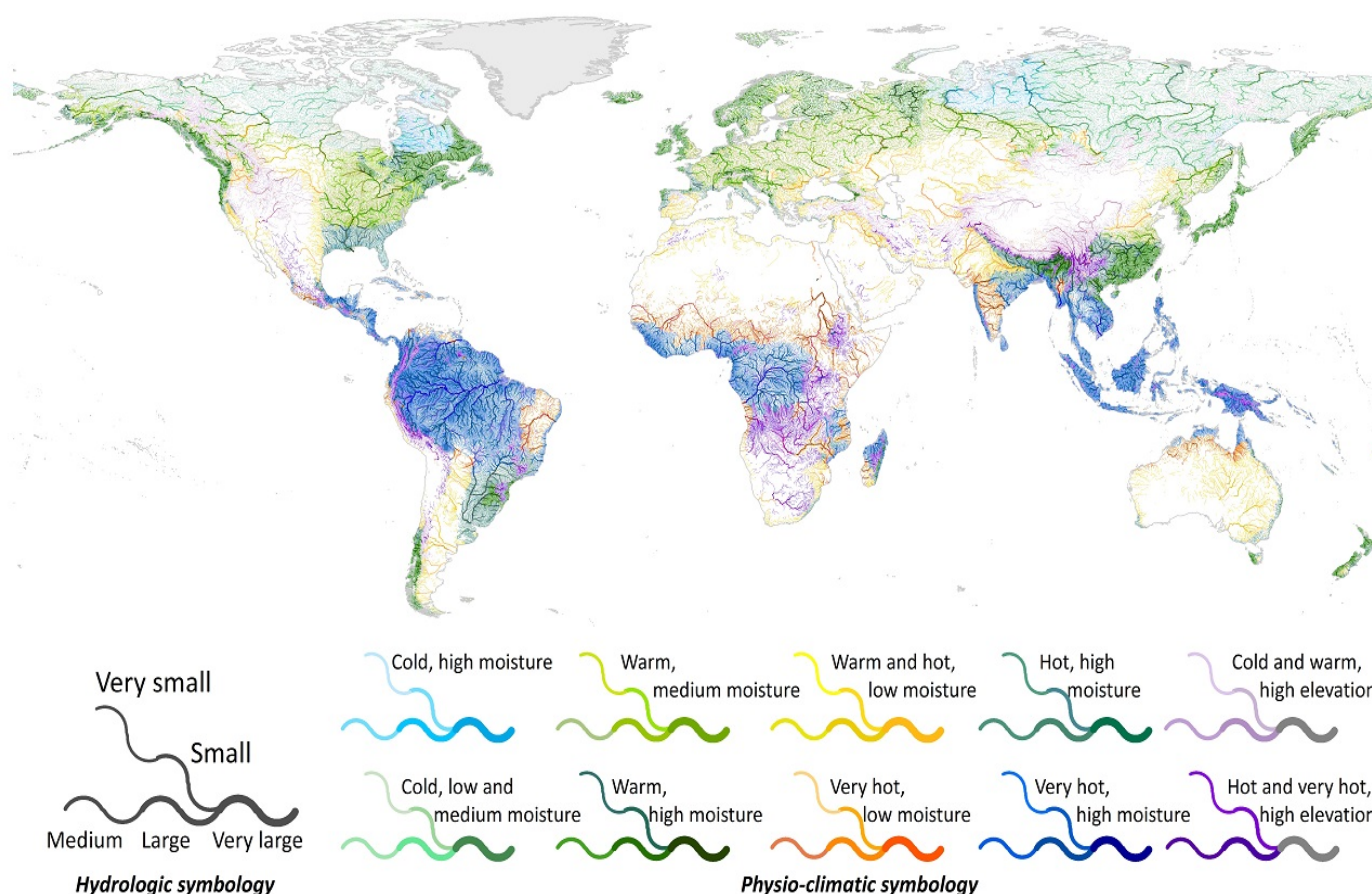 Very small
Small
Medium
Large
Very large
Hydrologic symbology
Cold, high moisture
Warm,
medium moisture
Warm and hot,
low moisture
Hot, high
moisture
Cold and warm,
high elevation
Cold, low and
medium moisture
Warm,
high moisture
Very hot,
low moisture
Very hot,
high moisture
Hot and very hot,
high elevation
Physio-climatic symbology